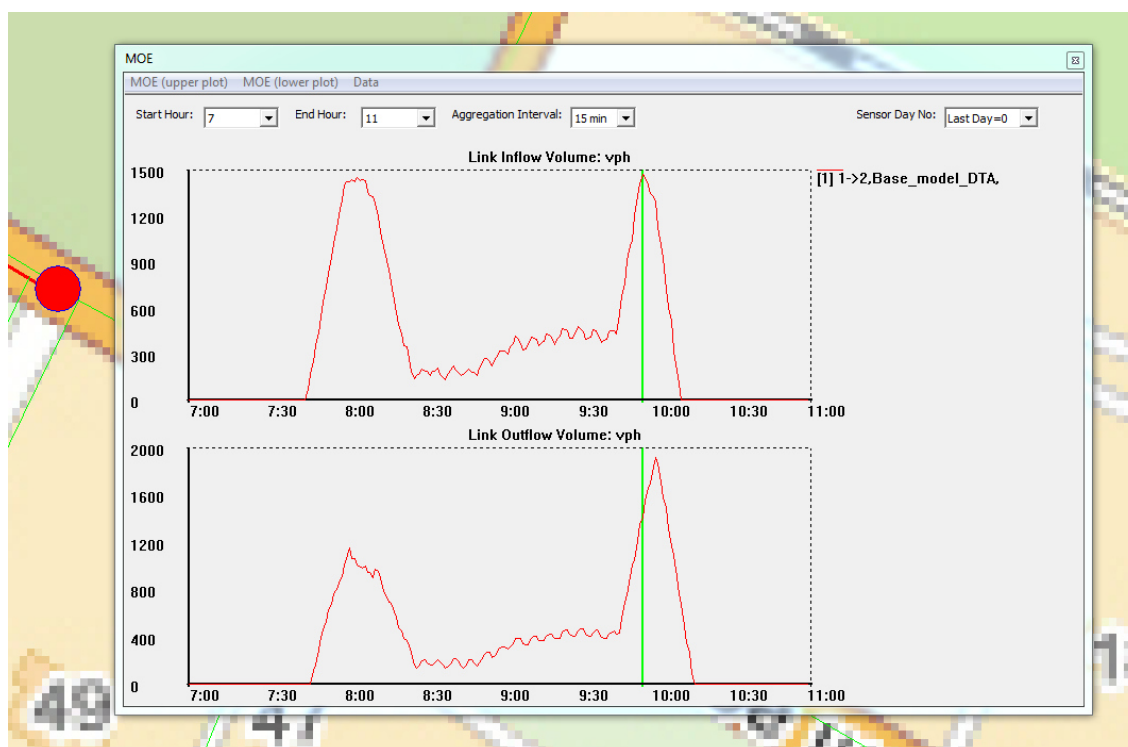 MOE
MOE (upper plot) MOE (lower plot) Data
Start Hour: 7 End Hour: 11 Aggregation Interval: 15 min Sensor Day No: Last Day=0
Link Inflow Volume: vph
[1] 1->2,Base_model_DTA,
1500
1200
900
600
300
0
7:00 7:30 8:00 8:30 9:00 9:30 10:00 10:30 11:00
Link Outflow Volume: vph
2000
1600
1200
800
400
0
7:00 7:30 8:00 8:30 9:00 9:30 10:00 10:30 11:00
49
47